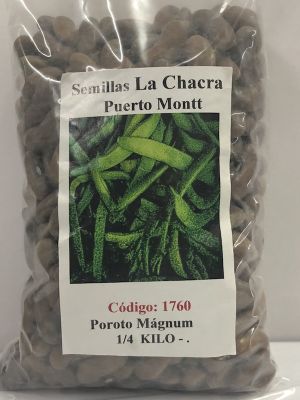 Semillas La Chacra
Puerto Montt
Código: 1760
Poroto Mágnum
1/4 KILO - .